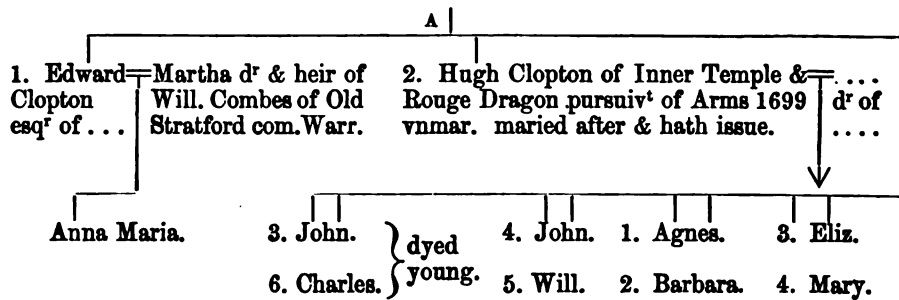 A
1. Edward = Martha dʳ & heir of
Clopton
esqʳ of . . .
Will. Combes of Old
Stratford com. Warr.
2. Hugh Clopton of Inner Temple & = . . . .
Rouge Dragon pursuivᵗ of Arms 1699
vnmar. maried after & hath issue.
dʳ of
. . . .
Anna Maria.
3. John.
6. Charles.
dyed
young.
4. John.
5. Will.
1. Agnes.
2. Barbara.
3. Eliz.
4. Mary.